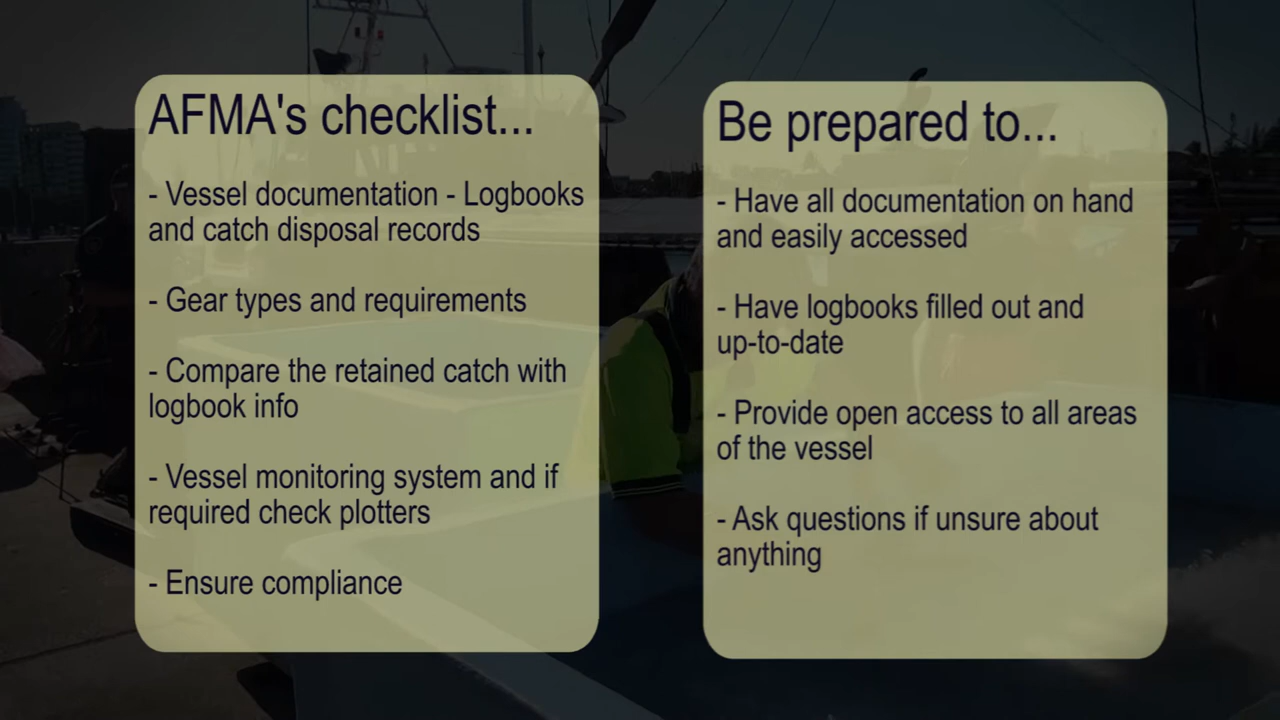 AFMA's checklist...
- Vessel documentation - Logbooks
and catch disposal records
- Gear types and requirements
- Compare the retained catch with
logbook info
- Vessel monitoring system and if
required check plotters
- Ensure compliance
Be prepared to...
- Have all documentation on hand
and easily accessed
- Have logbooks filled out and
up-to-date
- Provide open access to all areas
of the vessel
- Ask questions if unsure about
anything